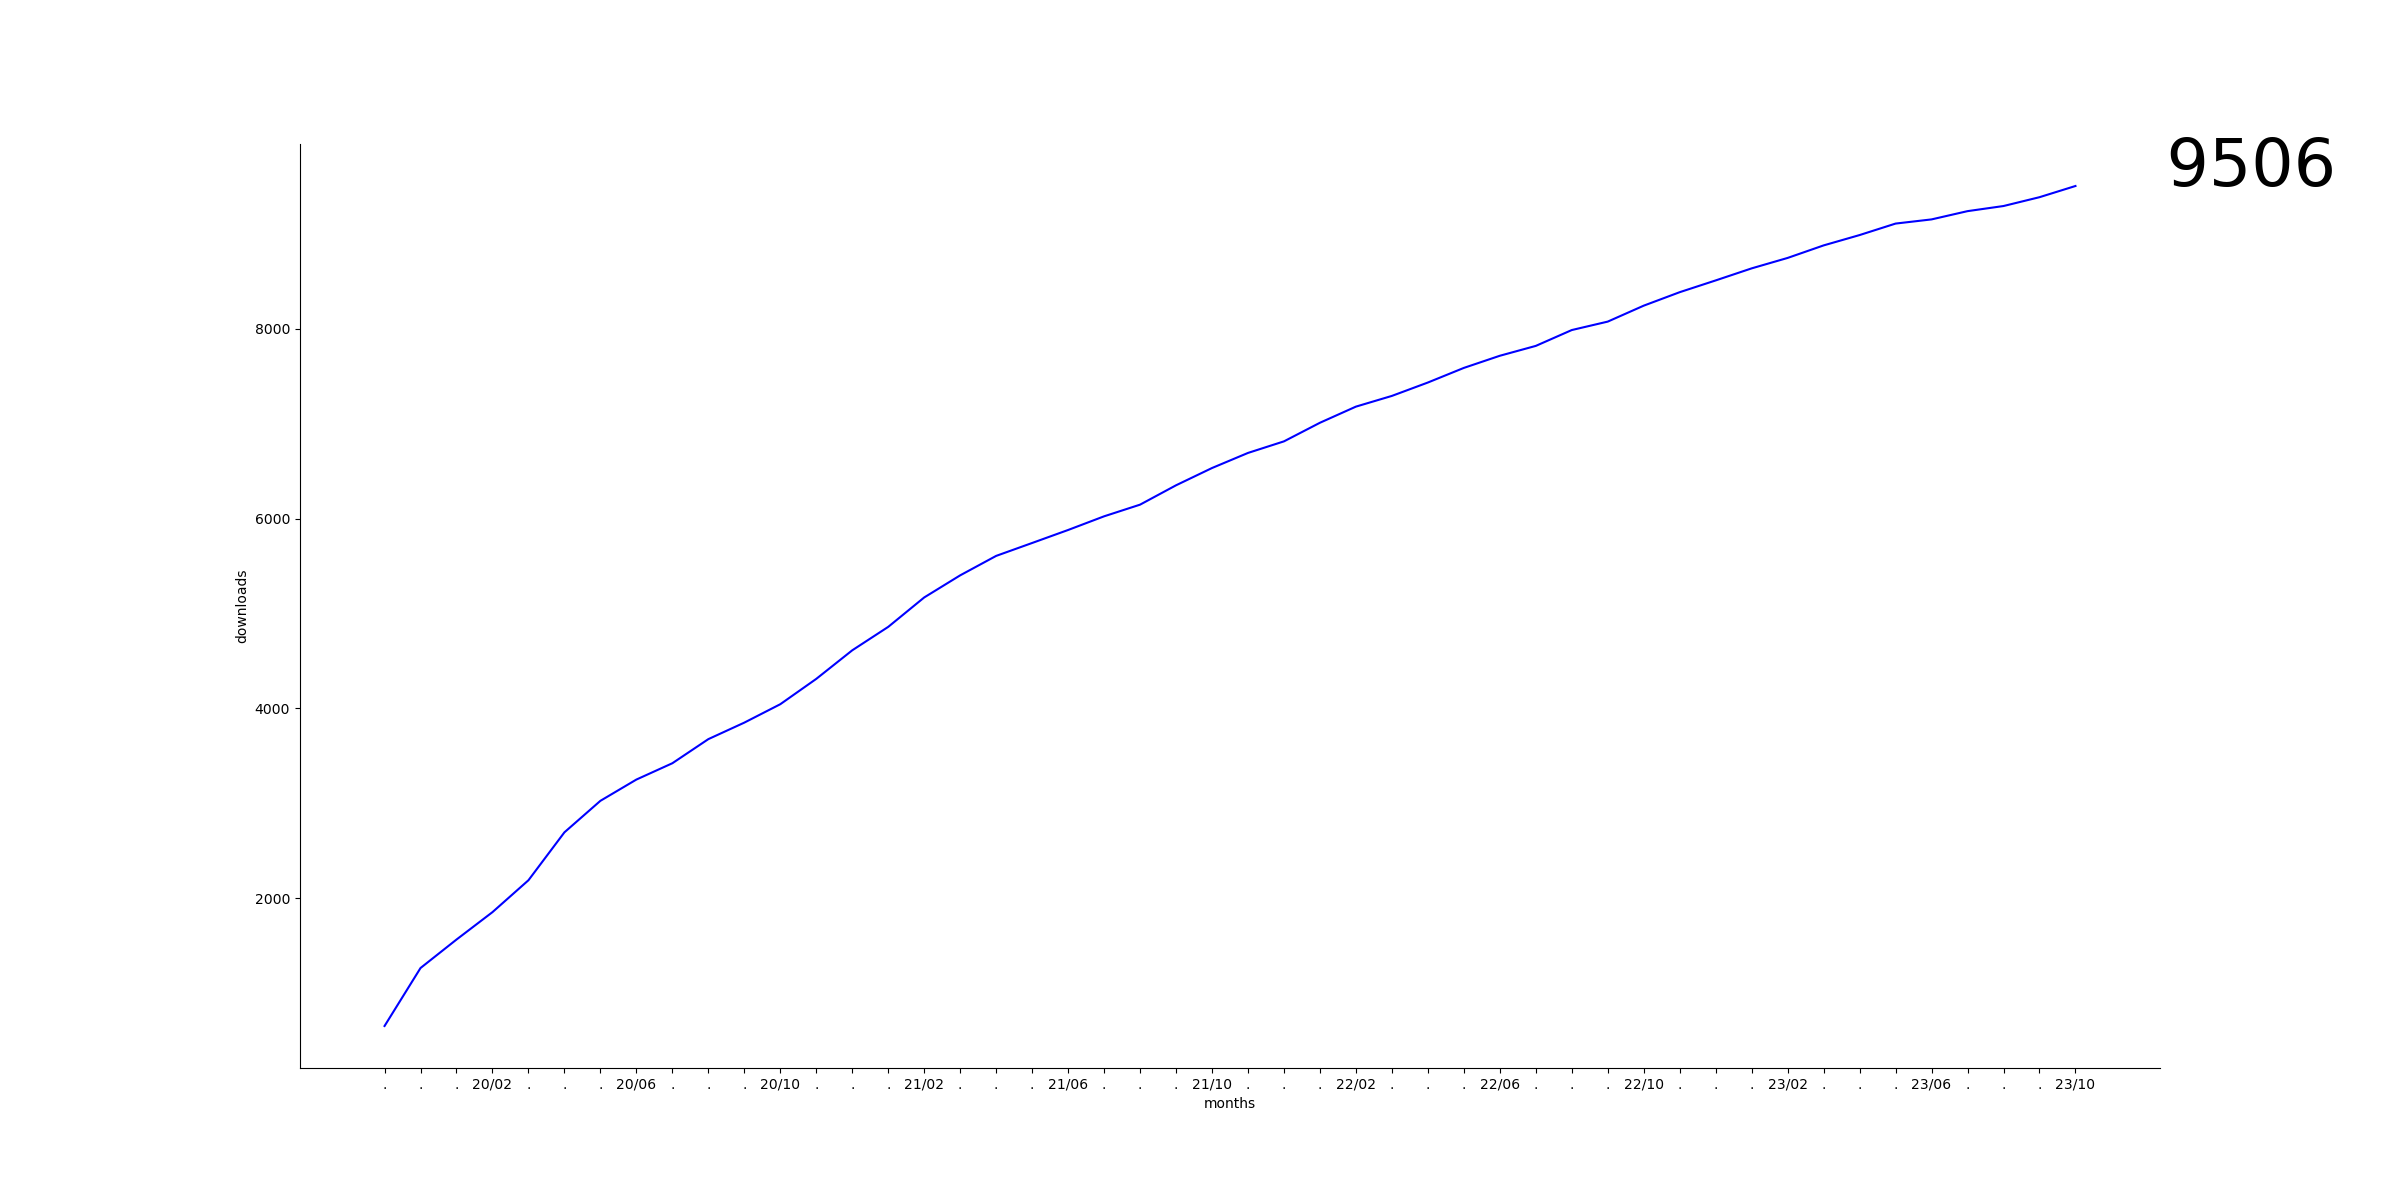 9506
8000
6000
4000
2000
downloads
. . . 20/02 . . . 20/06 . . . 20/10 . . . 21/02 . . . 21/06 . . . 21/10 . . . 22/02 . . . 22/06 . . . 22/10 . . . 23/02 . . . 23/06 . . . 23/10
months